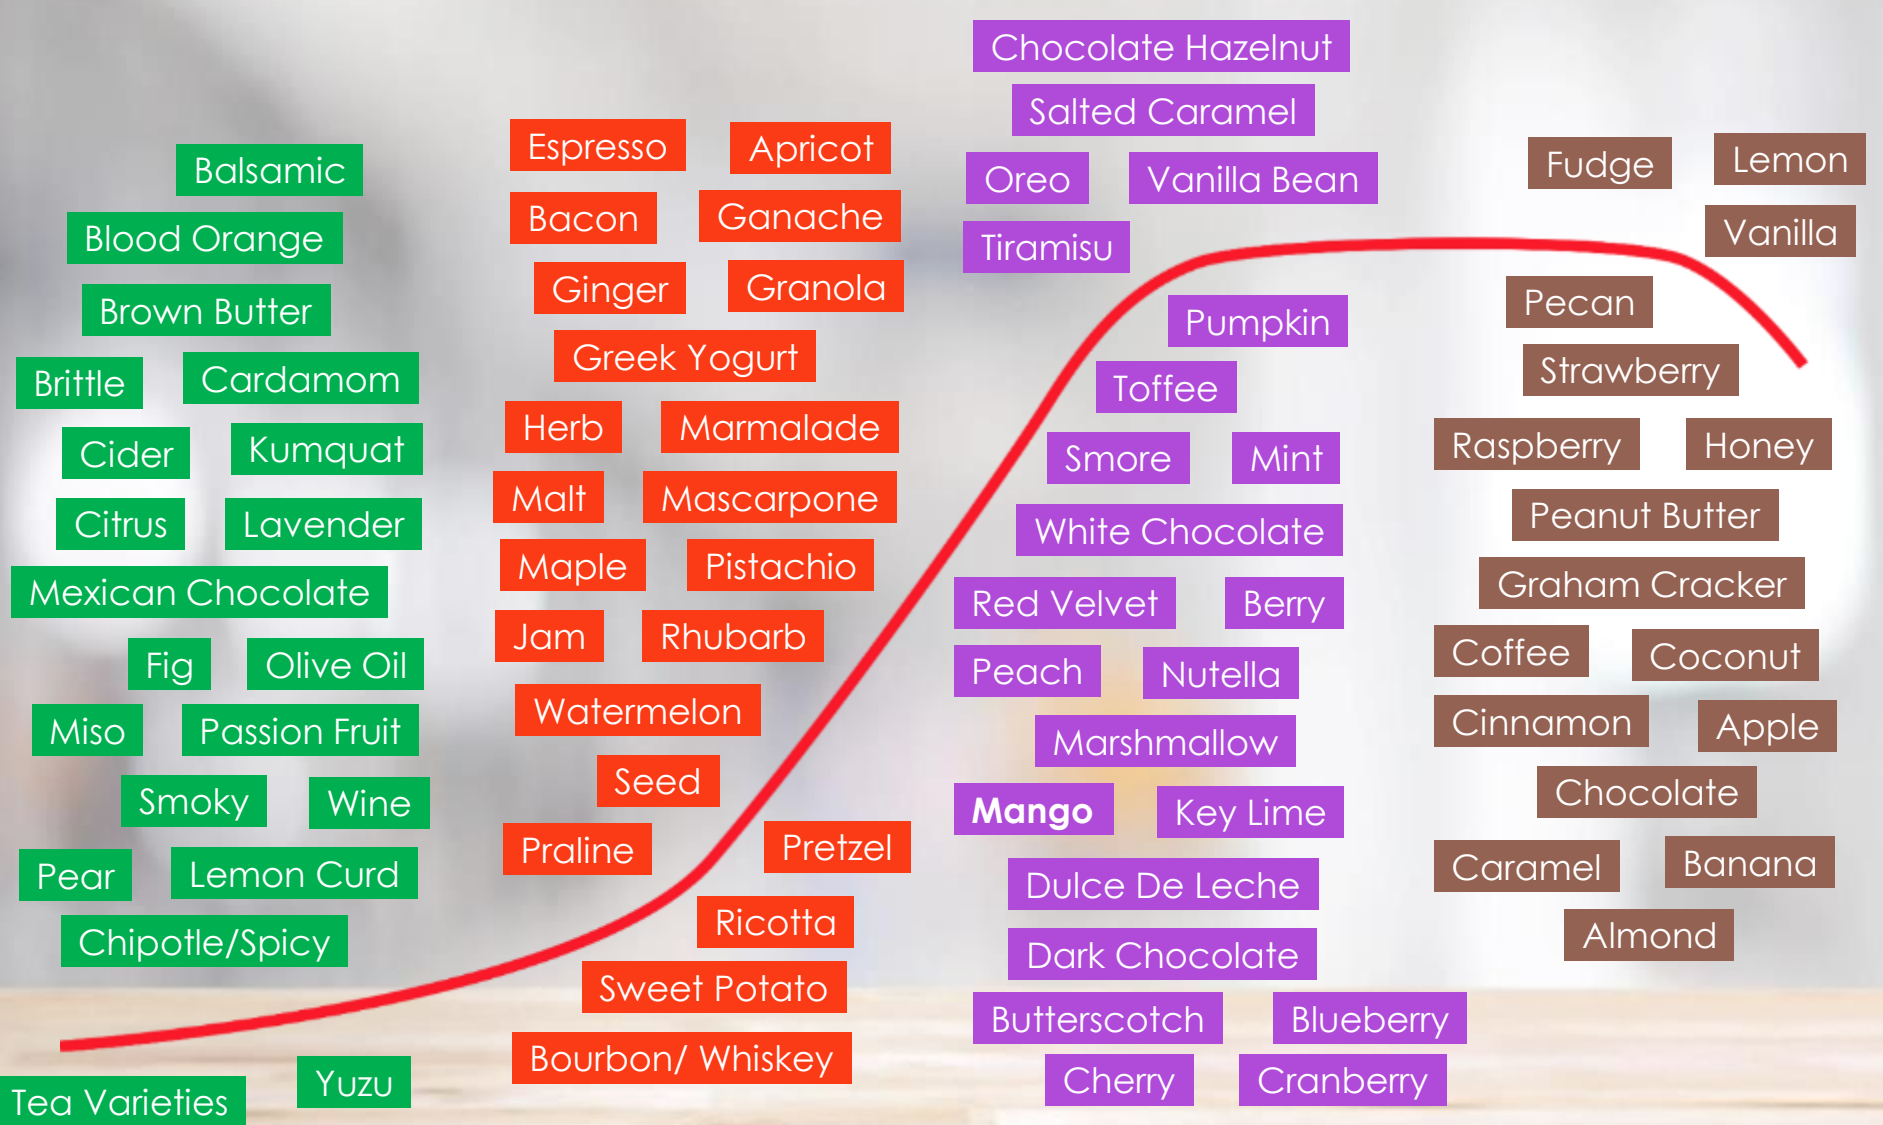 Balsamic
Blood Orange
Brown Butter
Brittle
Cardamom
Cider
Kumquat
Citrus
Lavender
Mexican Chocolate
Fig
Olive Oil
Miso
Passion Fruit
Smoky
Wine
Pear
Lemon Curd
Chipotle/Spicy
Yuzu
Tea Varieties
Espresso
Apricot
Bacon
Ganache
Ginger
Granola
Greek Yogurt
Herb
Marmalade
Malt
Mascarpone
Maple
Pistachio
Jam
Rhubarb
Watermelon
Seed
Praline
Pretzel
Ricotta
Sweet Potato
Bourbon/ Whiskey
Chocolate Hazelnut
Salted Caramel
Oreo
Vanilla Bean
Tiramisu
Pumpkin
Toffee
Smore
Mint
White Chocolate
Red Velvet
Berry
Peach
Nutella
Marshmallow
Mango
Key Lime
Dulce De Leche
Dark Chocolate
Butterscotch
Blueberry
Cherry
Cranberry
Fudge
Lemon
Vanilla
Pecan
Strawberry
Raspberry
Honey
Peanut Butter
Graham Cracker
Coffee
Coconut
Cinnamon
Apple
Chocolate
Caramel
Banana
Almond